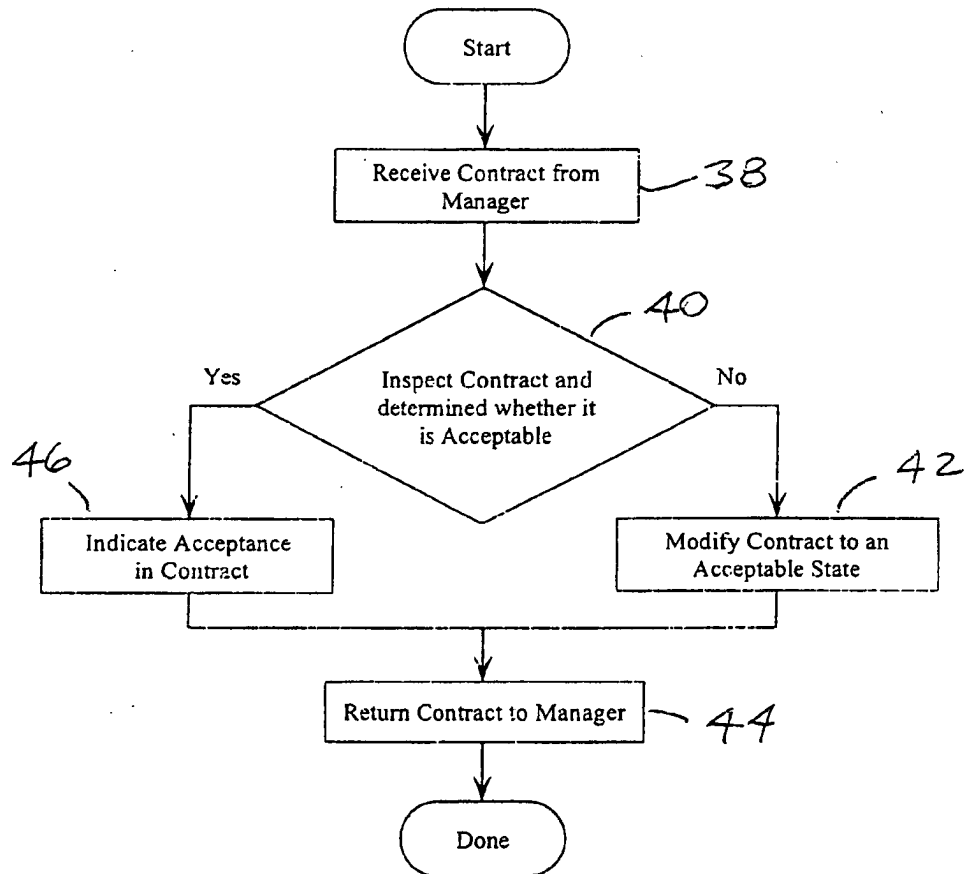 Start
Receive Contract from
Manager
38
40
Yes
Inspect Contract and
determined whether it
is Acceptable
No
46
42
Indicate Acceptance
in Contract
Modify Contract to an
Acceptable State
Return Contract to Manager
44
Done